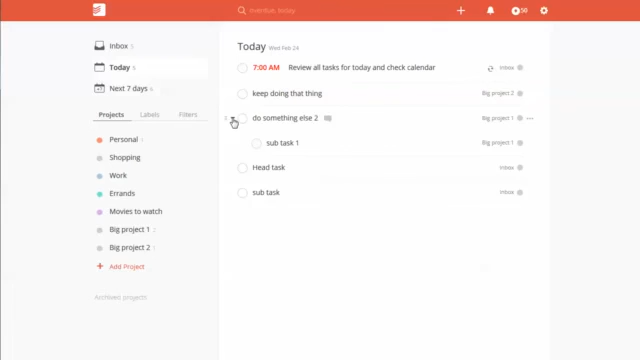 overdue, today
50
Inbox
Today
Next 7 days
Projects Labels Filters
Personal
Shopping
Work
Errands
Movies to watch
Big project 1
Big project 2
+ Add Project
Archived projects
Today Wed Feb 24
7:00 AM Review all tasks for today and check calendar Inbox
keep doing that thing Big project 2
do something else 2 Big project 1
sub task 1 Big project 1
Head task Inbox
sub task Inbox